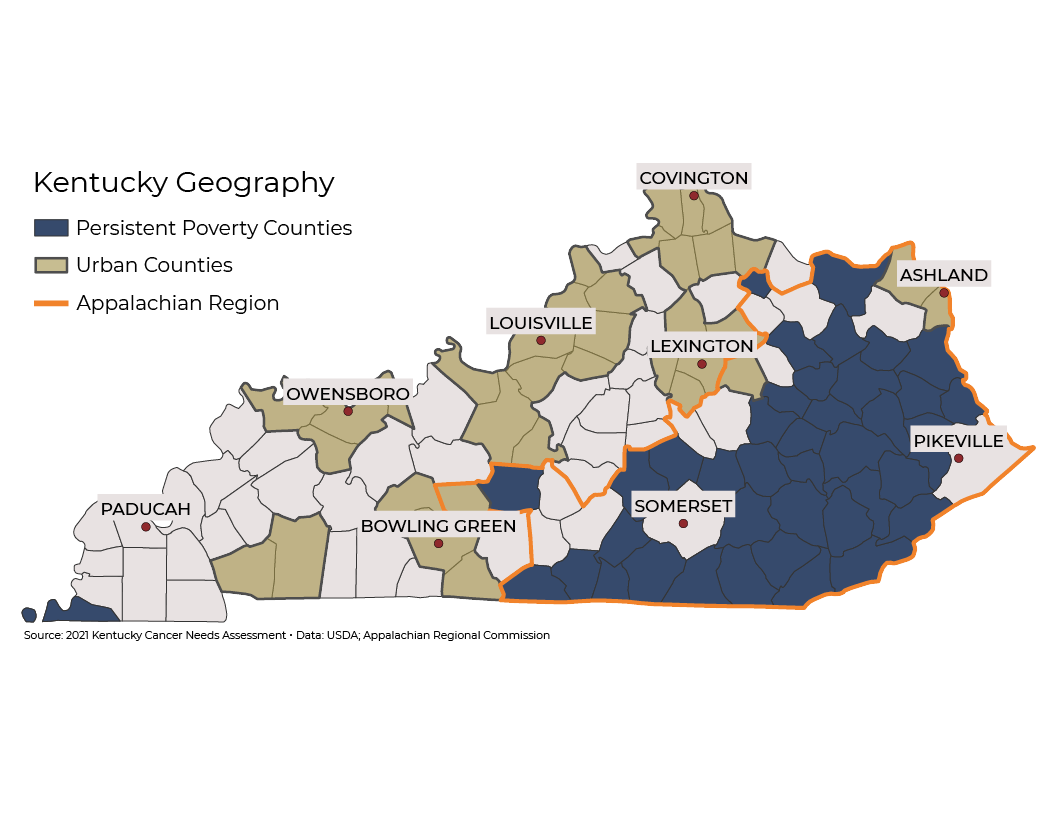 Kentucky Geography
Persistent Poverty Counties
Urban Counties
Appalachian Region
COVINGTON
ASHLAND
LOUISVILLE
LEXINGTON
OWENSBORO
PIKEVILLE
PADUCAH
SOMERSET
BOWLING GREEN
Source: 2021 Kentucky Cancer Needs Assessment • Data: USDA; Appalachian Regional Commission